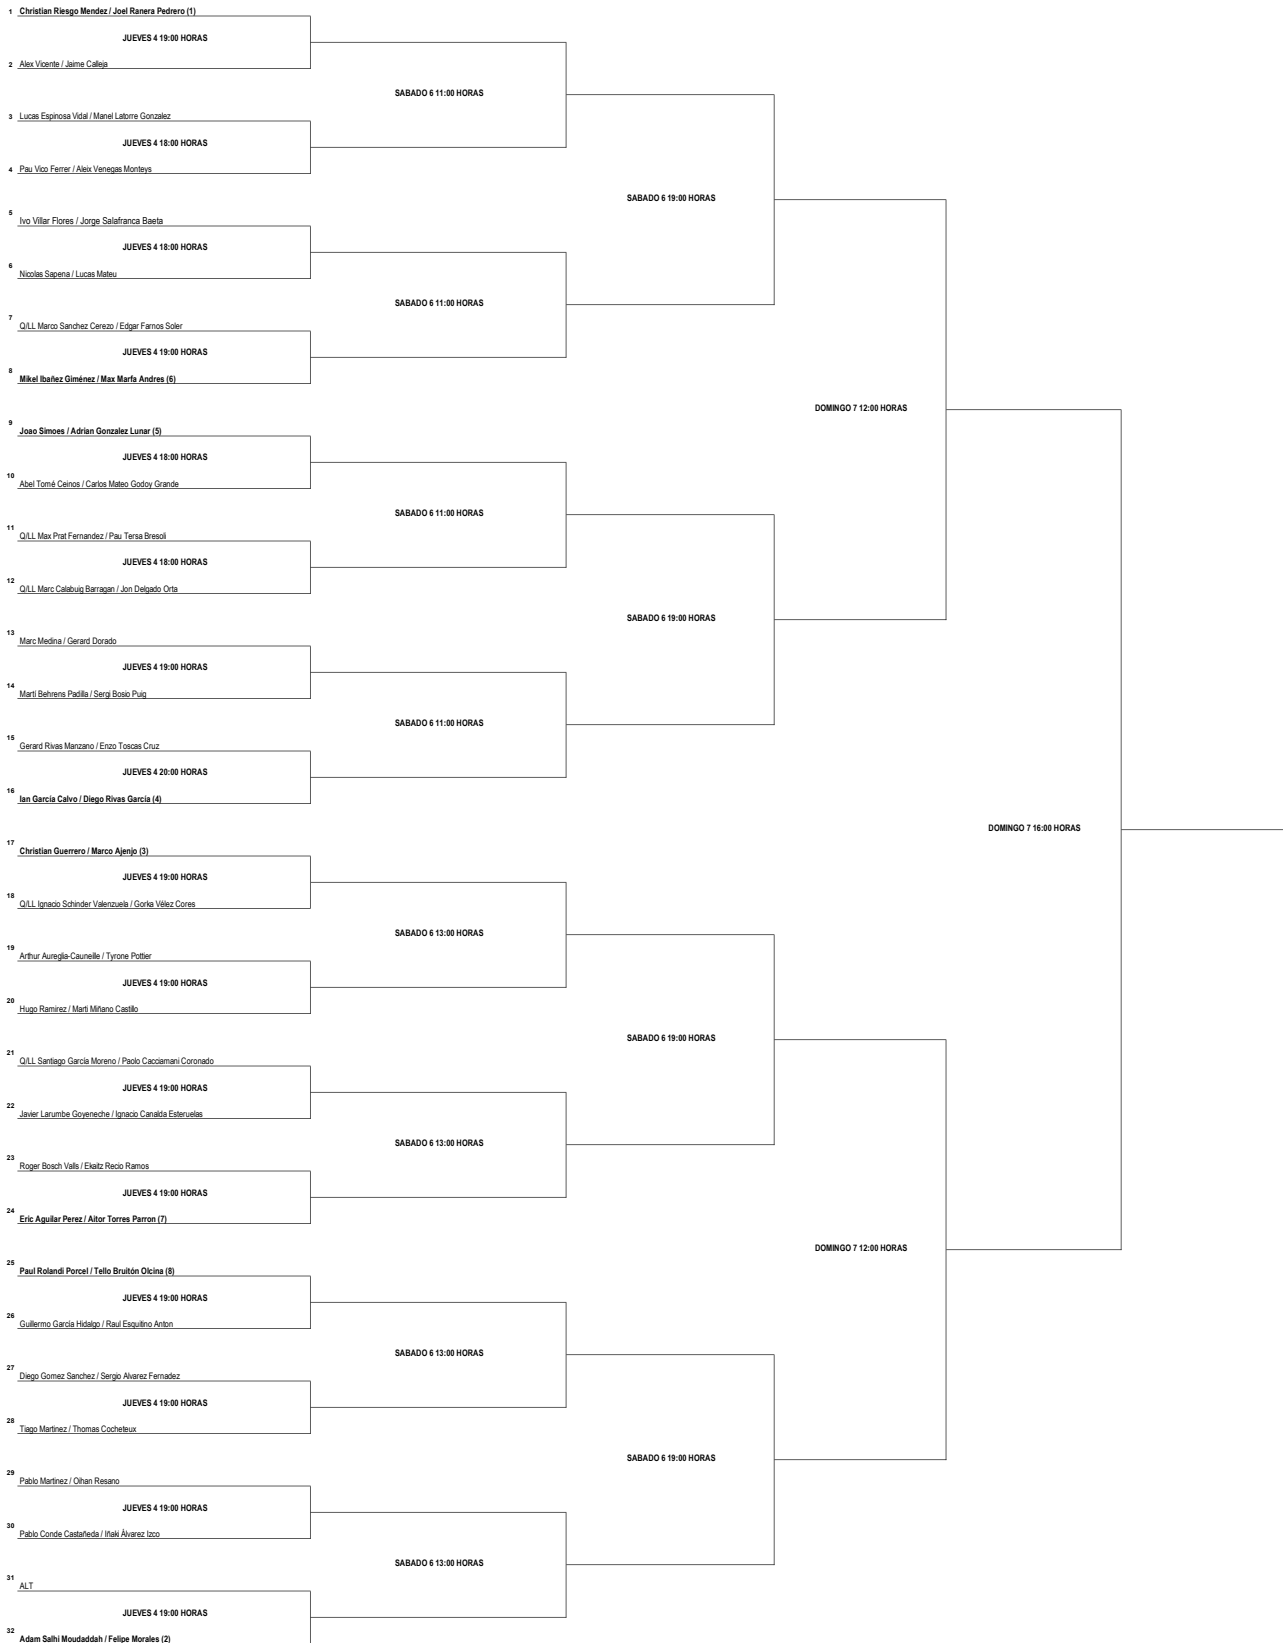 1 Christian Riesgo Mendez / Joel Ranera Pedrero (1)
JUEVES 4 19:00 HORAS
2 Alex Vicente / Jaime Calleja
SABADO 6 11:00 HORAS
3 Lucas Espinosa Vidal / Manel Latorre Gonzalez
JUEVES 4 18:00 HORAS
4 Pau Vico Ferrer / Aleix Venegas Monteys
SABADO 6 19:00 HORAS
5 Ivo Villar Flores / Jorge Salafranca Baeta
JUEVES 4 18:00 HORAS
6 Nicolas Sapena / Lucas Mateu
SABADO 6 11:00 HORAS
7 Q/LL Marco Sanchez Cerezo / Edgar Farnos Soler
JUEVES 4 19:00 HORAS
8 Mikel Ibañez Giménez / Max Marfa Andres (6)
DOMINGO 7 12:00 HORAS
9 Joao Simoes / Adrian Gonzalez Lunar (5)
JUEVES 4 18:00 HORAS
10 Abel Tomé Ceinos / Carlos Mateo Godoy Grande
SABADO 6 11:00 HORAS
11 Q/LL Max Prat Fernandez / Pau Tersa Bresoli
JUEVES 4 18:00 HORAS
12 Q/LL Marc Calabuig Barragan / Jon Delgado Orta
SABADO 6 19:00 HORAS
13 Marc Medina / Gerard Dorado
JUEVES 4 19:00 HORAS
14 Martí Behrens Padilla / Sergi Bosio Puig
SABADO 6 11:00 HORAS
15 Gerard Rivas Manzano / Enzo Toscas Cruz
JUEVES 4 20:00 HORAS
16 Ian García Calvo / Diego Rivas García (4)
DOMINGO 7 16:00 HORAS
17 Christian Guerrero / Marco Ajenjo (3)
JUEVES 4 19:00 HORAS
18 Q/LL Ignacio Schinder Valenzuela / Gorka Vélez Cores
SABADO 6 13:00 HORAS
19 Arthur Aureglia-Cauneille / Tyrone Pottier
JUEVES 4 19:00 HORAS
20 Hugo Ramirez / Marti Miñano Castillo
SABADO 6 19:00 HORAS
21 Q/LL Santiago García Moreno / Paolo Cacciamani Coronado
JUEVES 4 19:00 HORAS
22 Javier Larumbe Goyeneche / Ignacio Canalda Esteruelas
SABADO 6 13:00 HORAS
23 Roger Bosch Valls / Ekaitz Recio Ramos
JUEVES 4 19:00 HORAS
24 Eric Aguilar Perez / Aitor Torres Parron (7)
DOMINGO 7 12:00 HORAS
25 Paul Rolandi Porcel / Tello Bruitón Olcina (8)
JUEVES 4 19:00 HORAS
26 Guillermo García Hidalgo / Raul Esquitino Anton
SABADO 6 13:00 HORAS
27 Diego Gomez Sanchez / Sergio Alvarez Fernadez
JUEVES 4 19:00 HORAS
28 Tiago Martinez / Thomas Cocheteux
SABADO 6 19:00 HORAS
29 Pablo Martinez / Oihan Resano
JUEVES 4 19:00 HORAS
30 Pablo Conde Castañeda / Iñaki Álvarez Izco
SABADO 6 13:00 HORAS
31 ALT
JUEVES 4 19:00 HORAS
32 Adam Salhi Moudaddah / Felipe Morales (2)